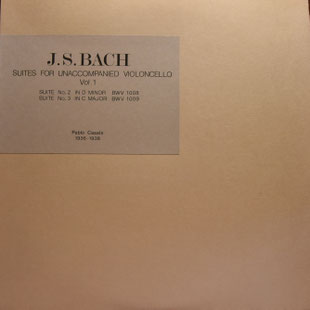 J.S.BACH
SUITES FOR UNACCOMPANIED VIOLONCELLO
Vol.1
SUITE No.2 IN D MINOR BWV 1008
SUITE No.3 IN C MAJOR BWV 1009
Pablo Casals
1936-1938